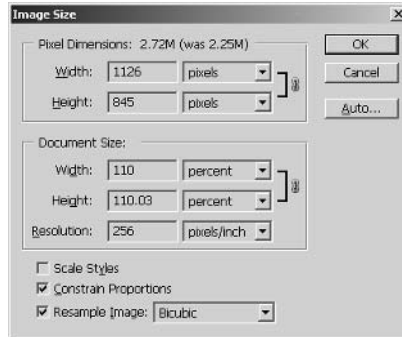 Image Size
Pixel Dimensions: 2.72M (was 2.25M)
Width: 1126 pixels
Height: 845 pixels
OK
Cancel
Auto...
Document Size:
Width: 110 percent
Height: 110.03 percent
Resolution: 256 pixels/inch
Scale Styles
Constrain Proportions
Resample Image: Bicubic